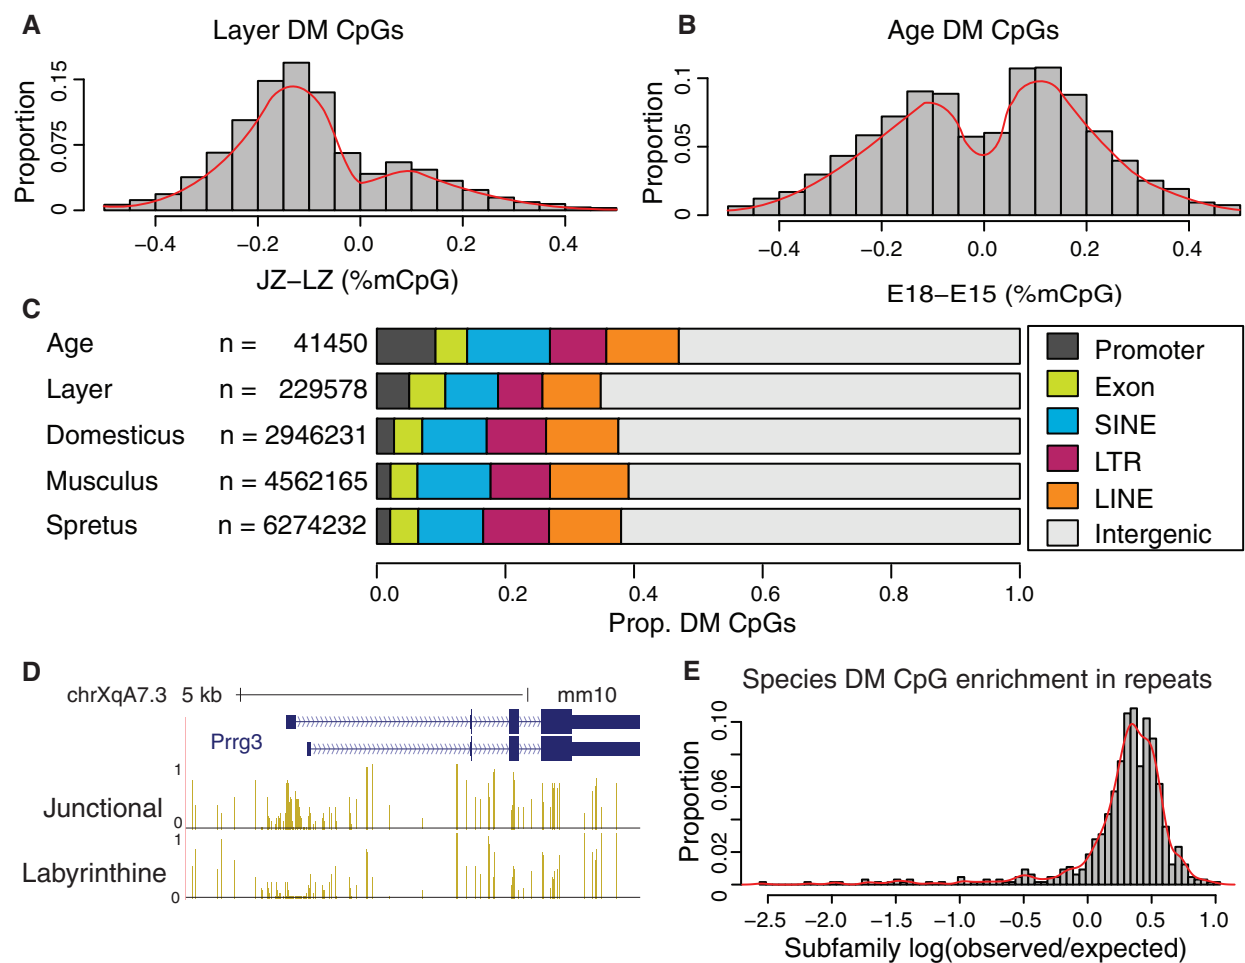 A
Layer DM CpGs
Proportion
0 0.075 0.15
−0.4 −0.2 0.0 0.2 0.4
JZ−LZ (%mCpG)
B
Age DM CpGs
Proportion
0 0.05 0.1
−0.4 −0.2 0.0 0.2 0.4
E18−E15 (%mCpG)
C
Age n = 41450
Layer n = 229578
Domesticus n = 2946231
Musculus n = 4562165
Spretus n = 6274232
0.0 0.2 0.4 0.6 0.8 1.0
Prop. DM CpGs
Promoter
Exon
SINE
LTR
LINE
Intergenic
D
chrXqA7.3 5 kb mm10
Prrg3
1
Junctional
0
1
Labyrinthine
0
E
Species DM CpG enrichment in repeats
Proportion
0 0.02 0.06 0.10
−2.5 −2.0 −1.5 −1.0 −0.5 0.0 0.5 1.0
Subfamily log(observed/expected)